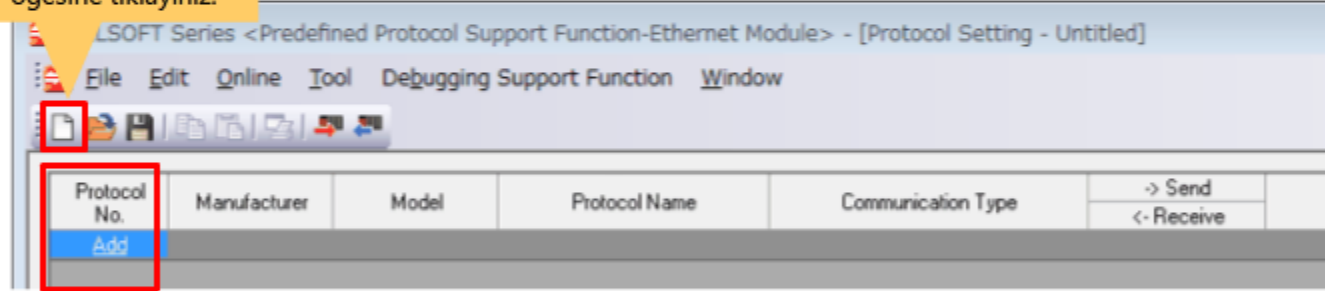 ögesine tıklayınız.
LSOFT Series <Predefined Protocol Support Function-Ethernet Module> - [Protocol Setting - Untitled]
File Edit Online Tool Debugging Support Function Window
Protocol No. Manufacturer Model Protocol Name Communication Type -> Send
<- Receive
Add